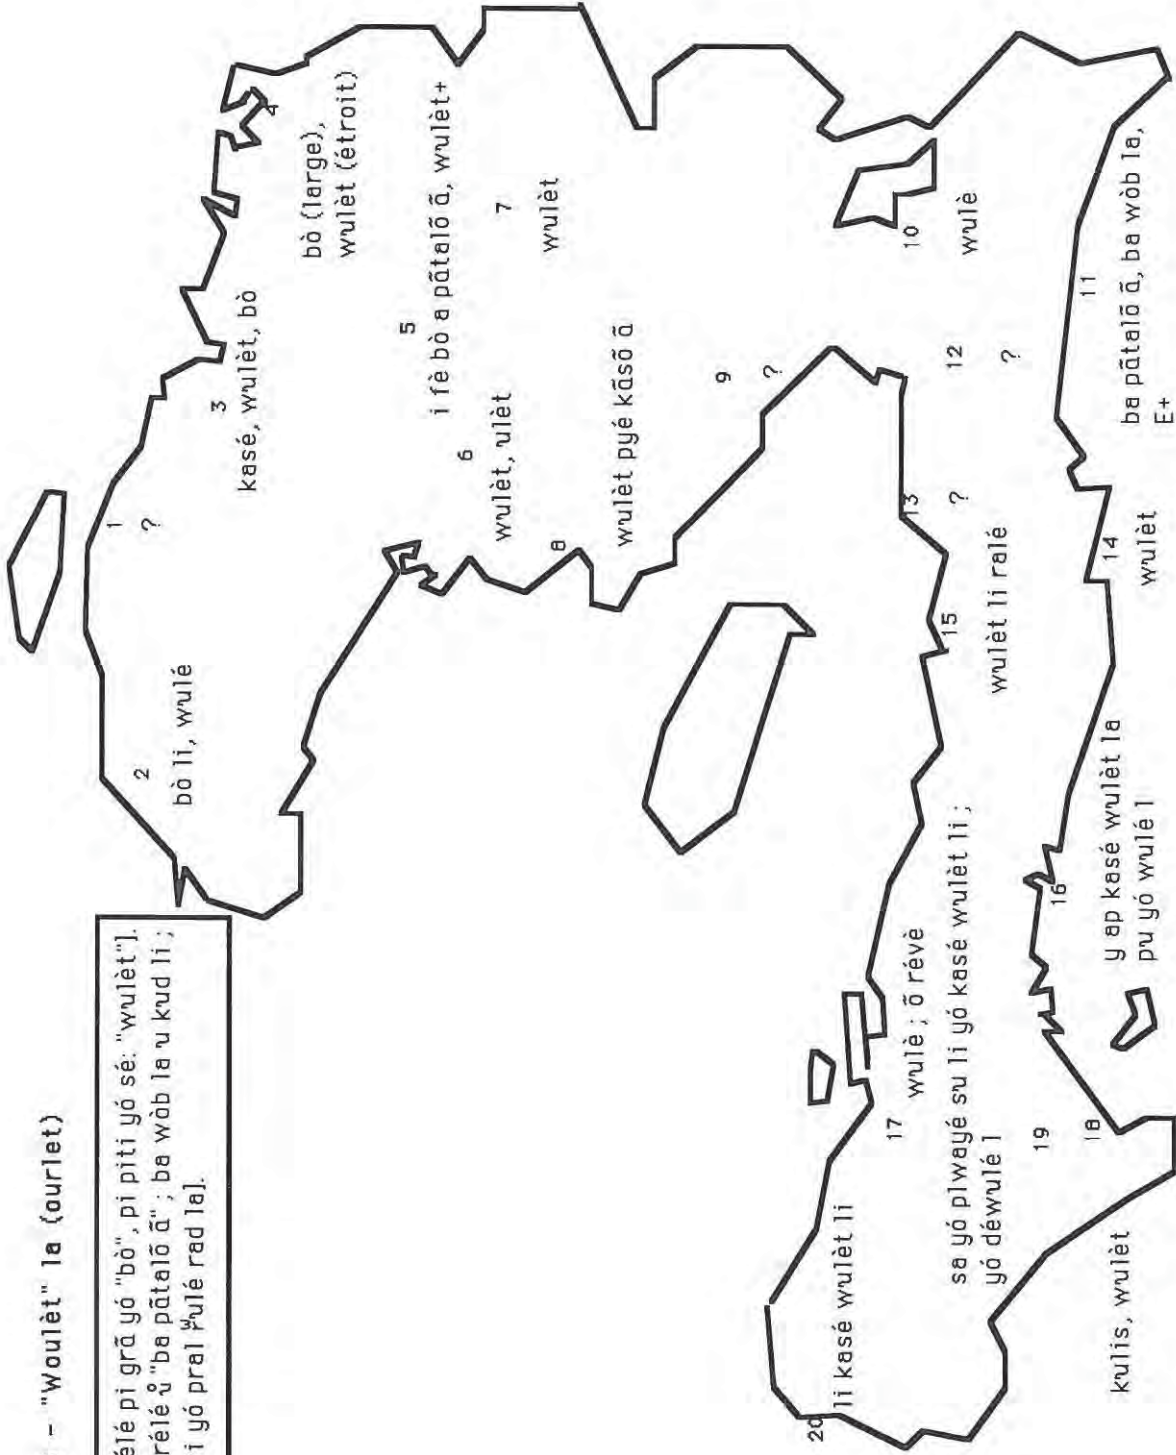 - "Woulèt" la (ourlet)
élé pi grã yó "bò", pi piti yó sé: "wulèt"].
rélé ů "ba pãtalõ ã" ; ba wòb la u kud li ;
i yó pral ʳwulé rad la].
1
?
2
bò li, wulé
3
kasé, wulèt, bò
4
bò (large),
wulèt (étroit)
5
i fè bò a pãtalõ ã, wulèt+
6
wulèt, ulèt
7
wulèt
8
wulèt pyé kãsõ ã
9
?
10
wulè
11
ba pãtalõ ã, ba wòb la,
E+
12
?
13
?
14
wulèt
15
wulèt li ralé
16
y ap kasé wulèt la
pu yó wulé l
17
wulè ; õ révè
18
kulis, wulèt
19
sa yó plwayé su li yó kasé wulèt li ;
yó déwulé l
20
li kasé wulèt li